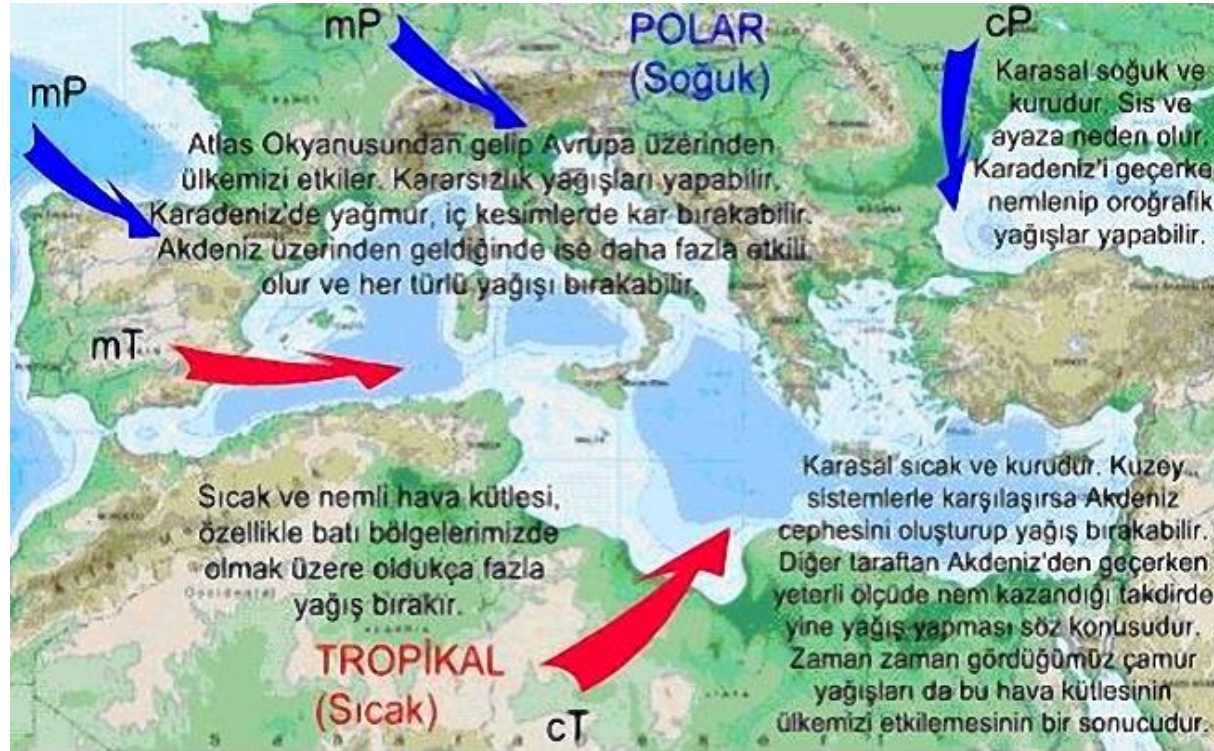 mP
mP
POLAR
(Soğuk)
cP
Karasal soğuk ve
kurudur. Sis ve
ayaza neden olur.
Karadeniz'i geçerke
nemlenip oroğrafik
yağışlar yapabilir.
Atlas Okyanusundan gelip Avrupa üzerinden
ülkemizi etkiler. Kararsızlık yağışları yapabilir.
Karadeniz'de yağmur, iç kesimlerde kar bırakabilir.
Akdeniz üzerinden geldiğinde ise daha fazla etkili
olur ve her türlü yağışı bırakabilir.
mT
Sıcak ve nemli hava kütlesi,
özellikle batı bölgelerimizde
olmak üzere oldukça fazla
yağış bırakır.
TROPİKAL
(Sıcak)
cT
Karasal sıcak ve kurudur. Kuzey
sistemlerle karşılaşırsa Akdeniz
cephesini oluşturup yağış bırakabilir.
Diğer taraftan Akdeniz'den geçerken
yeterli ölçüde nem kazandığı takdirde
yine yağış yapması söz konusudur.
Zaman zaman gördüğümüz çamur
yağışları da bu hava kütlesinin
ülkemizi etkilemesinin bir sonucudur.
MALTA
TURKEY